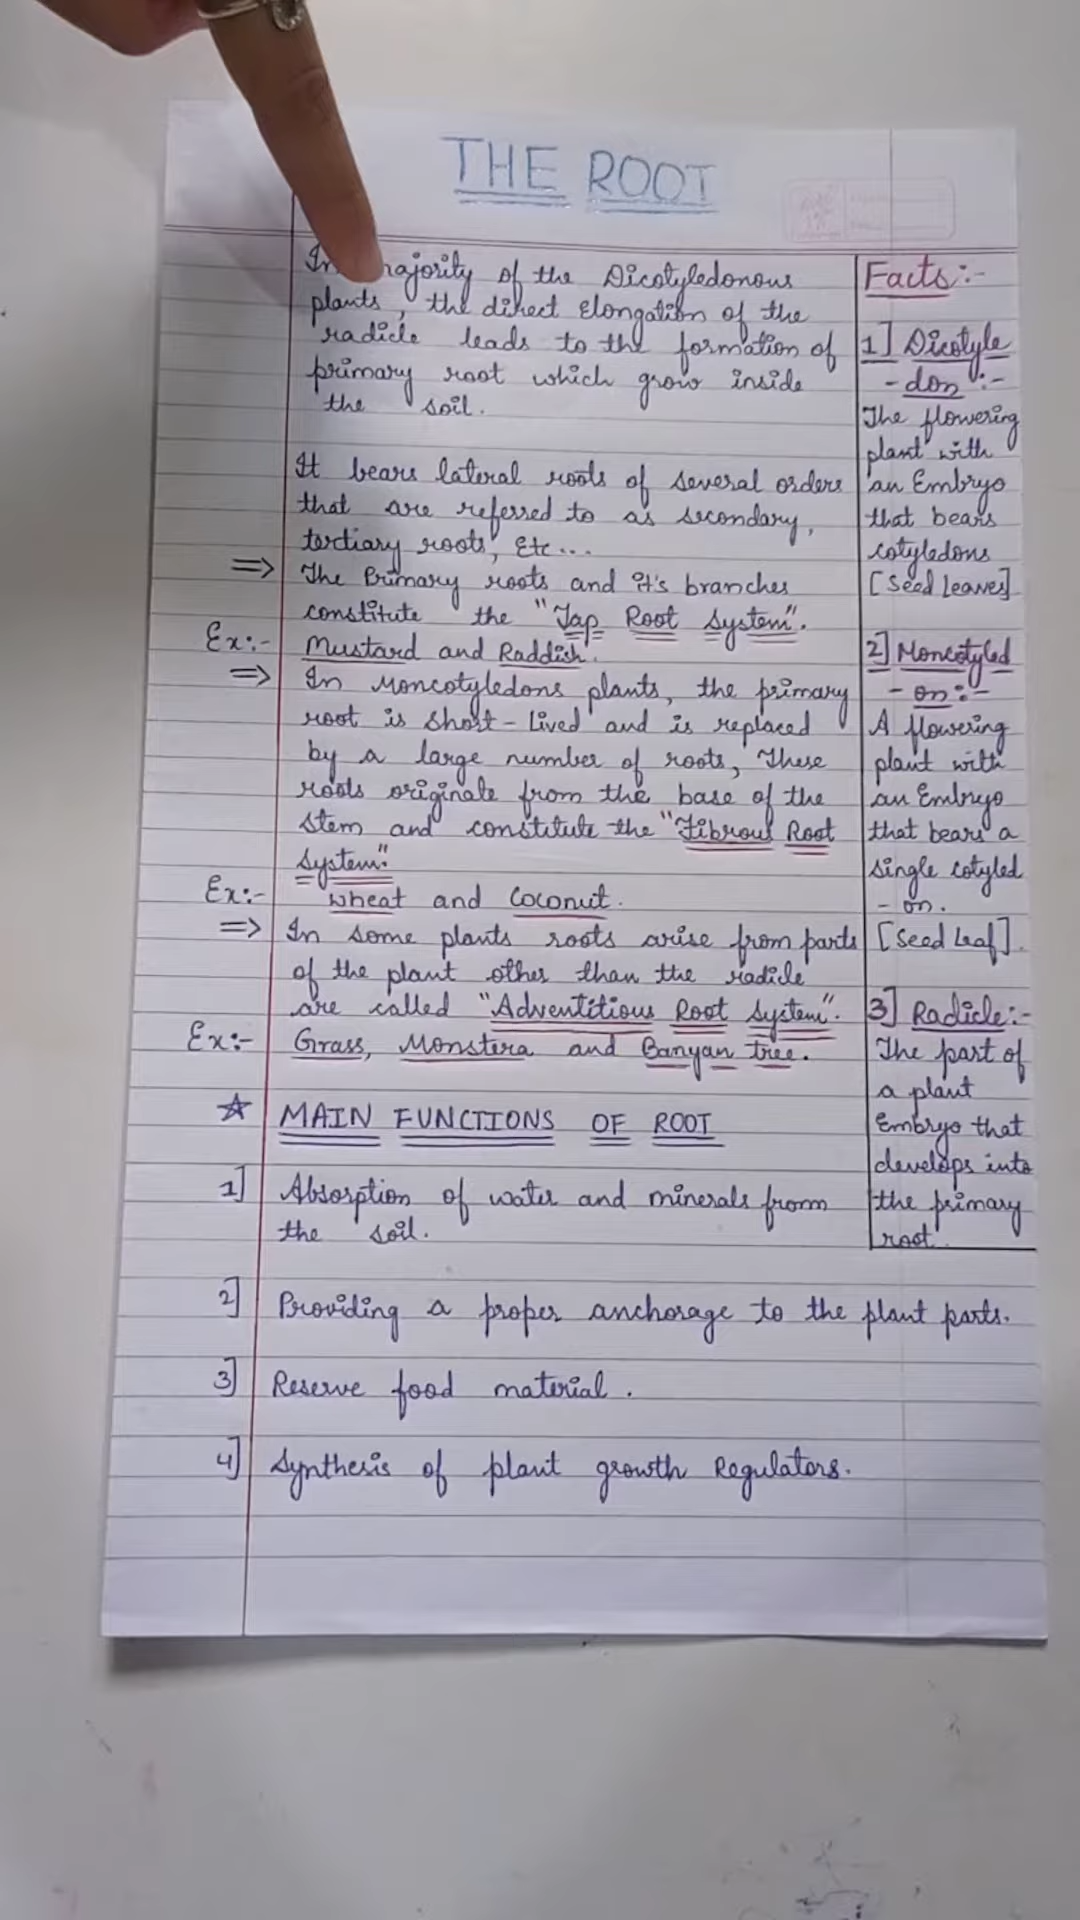 THE ROOT
In majority of the Dicotyledonous
plants, the direct Elongation of the
radicle leads to the formation of
primary root which grow inside
the soil.
It bears lateral roots of several orders
that are referred to as secondary,
tertiary roots, Etc...
⇒ The Primary roots and it's branches
constitute the "Tap Root System".
Ex:- Mustard and Raddish.
⇒ In Moncotyledons plants, the primary
root is short-lived and is replaced
by a large number of roots, These
roots originate from the base of the
stem and constitute the "Fibrous Root
System."
Ex:- wheat and Coconut.
⇒ In some plants roots arise from parts
of the plant other than the radicle
are called "Adventitious Root System".
Ex:- Grass, Monstera and Banyan tree.
☆ MAIN FUNCTIONS OF ROOT
1] Absorption of water and minerals fromm
the soil.
2] Providing a proper anchorage to the plant parts.
3] Reserve food material.
4] Synthesis of plant growth Regulators.
Facts:-
1] Dicotyle
-don:-
The flowering
plant with
an Embryo
that bears
cotyledons
[Seed Leaves]
2] Moncotyled
-on:-
A flowering
plant with
an Embryo
that bears a
single cotyled
-on.
[Seed Leaf].
3] Radicle:-
The part of
a plant
Embryo that
develops into
the primary
root.